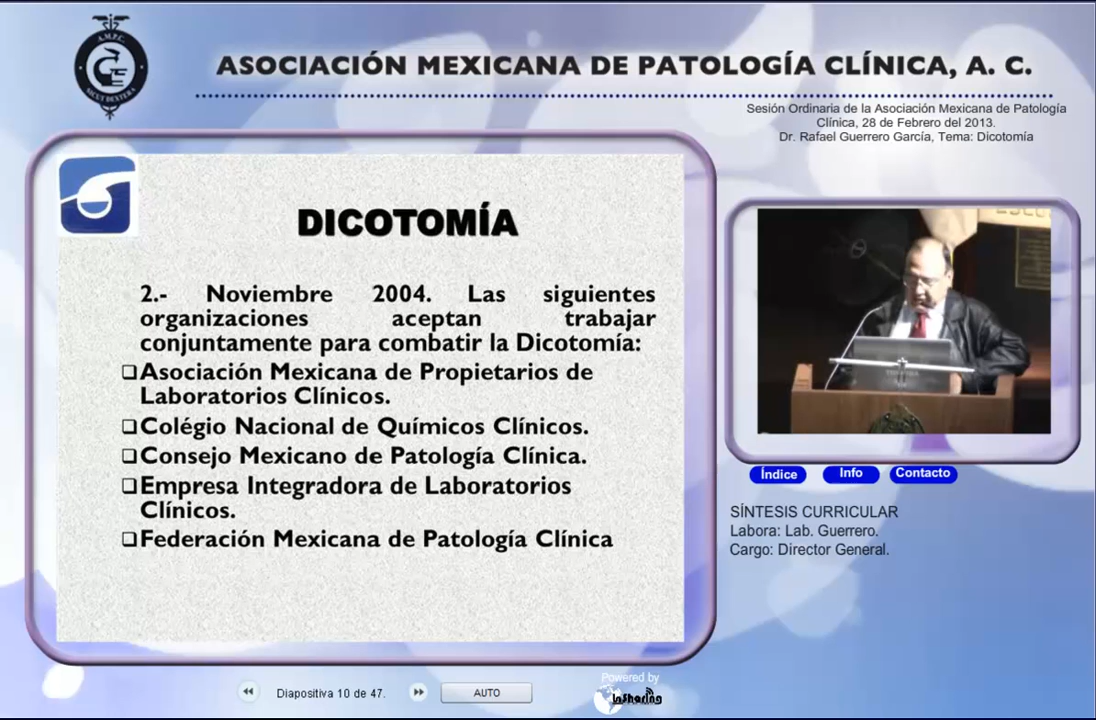 A.M.P.C.
SICUT DEXTERA
ASOCIACIÓN MEXICANA DE PATOLOGÍA CLÍNICA, A. C.
Sesión Ordinaria de la Asociación Mexicana de Patología
Clínica, 28 de Febrero del 2013.
Dr. Rafael Guerrero García, Tema: Dicotomía
DICOTOMÍA
2.- Noviembre 2004. Las siguientes
organizaciones aceptan trabajar
conjuntamente para combatir la Dicotomía:
❑Asociación Mexicana de Propietarios de
Laboratorios Clínicos.
❑Colégio Nacional de Químicos Clínicos.
❑Consejo Mexicano de Patología Clínica.
❑Empresa Integradora de Laboratorios
Clínicos.
❑Federación Mexicana de Patología Clínica
Índice
Info
Contacto
SÍNTESIS CURRICULAR
Labora: Lab. Guerrero.
Cargo: Director General.
Diapositiva 10 de 47.
AUTO
Powered by
InSharing